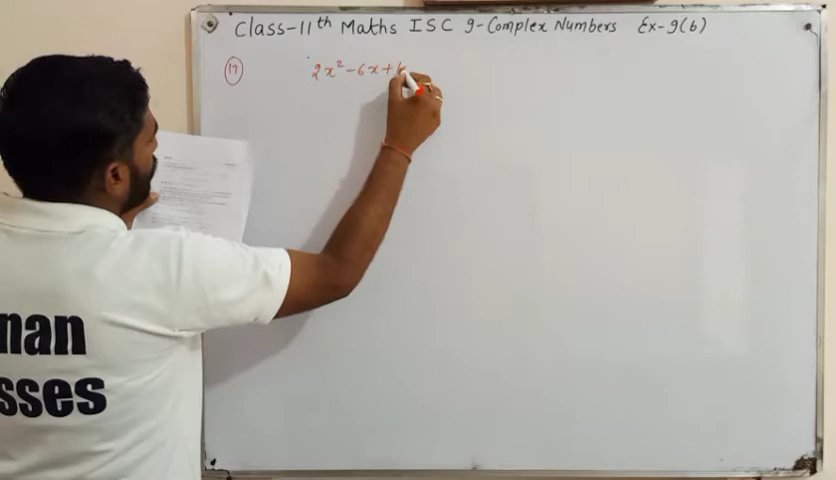 Class-11th Maths ISC 9-Complex Numbers Ex-9(b)
17 2x² - 6x +
nan
sses